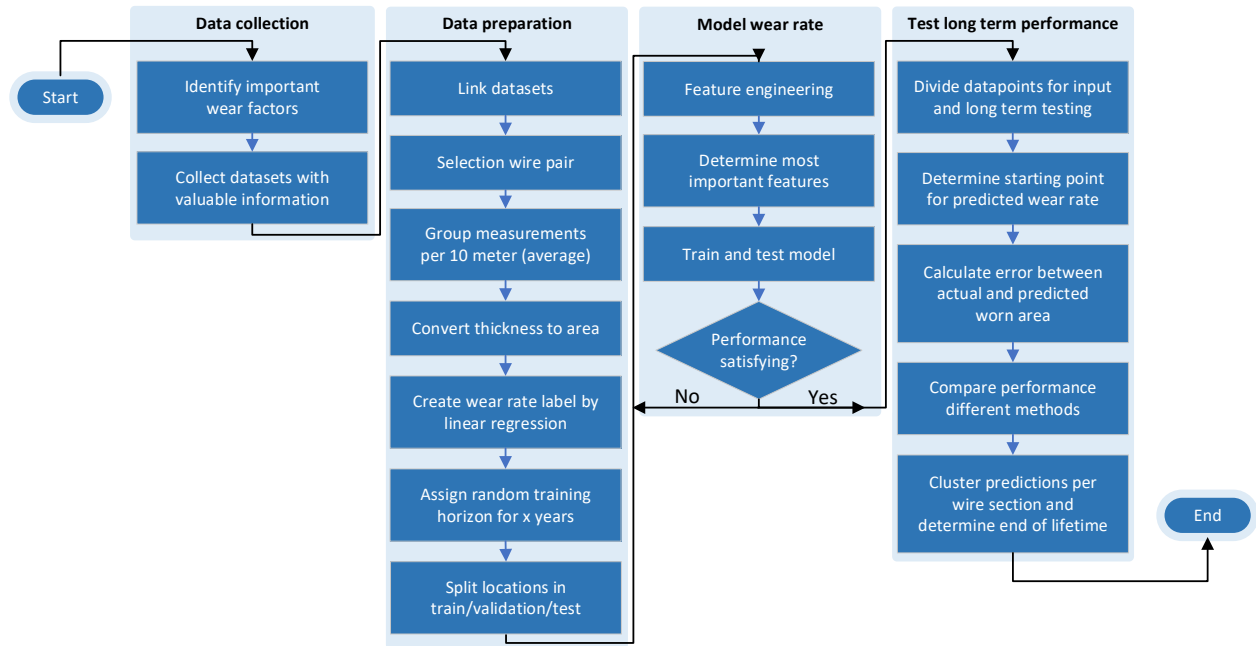 Start
Data collection
Identify important
wear factors
Collect datasets with
valuable information
Data preparation
Link datasets
Selection wire pair
Group measurements
per 10 meter (average)
Convert thickness to area
Create wear rate label by
linear regression
Assign random training
horizon for x years
Split locations in
train/validation/test
Model wear rate
Feature engineering
Determine most
important features
Train and test model
Performance
satisfying?
No
Yes
Test long term performance
Divide datapoints for input
and long term testing
Determine starting point
for predicted wear rate
Calculate error between
actual and predicted
worn area
Compare performance
different methods
Cluster predictions per
wire section and
determine end of lifetime
End